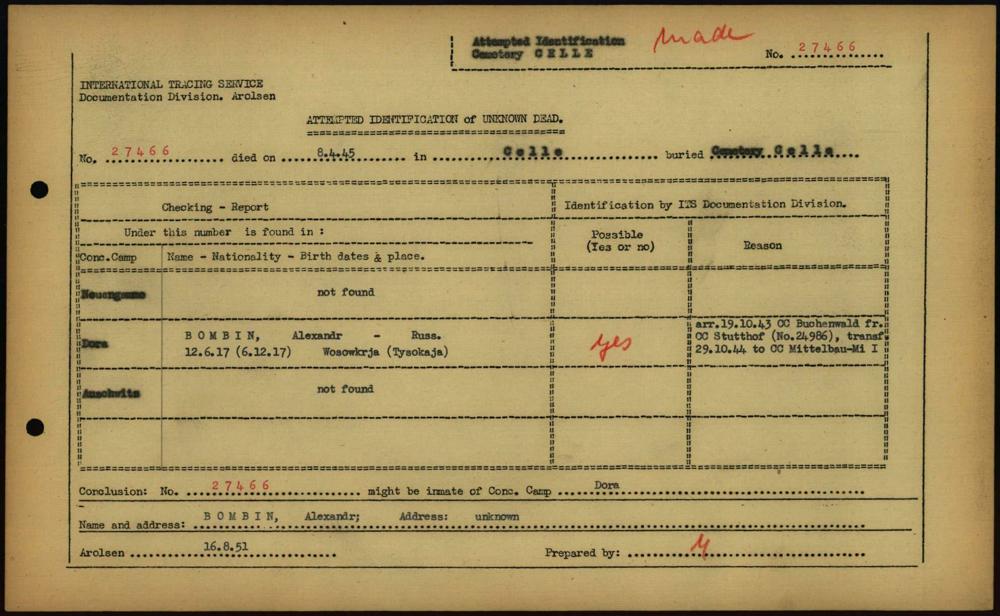 Attempted Identification
Cemetery CELLE
made
No. 27466
INTERNATIONAL TRACING SERVICE
Documentation Division. Arolsen
ATTEMPTED IDENTIFICATION of UNKNOWN DEAD.
No. 27466 died on 8.4.45 in Celle buried Cemetery Celle
Checking - Report
Identification by ITS Documentation Division.
Under this number is found in :
Possible
(Yes or no)
Reason
Conc.Camp
Name - Nationality - Birth dates & place.
Neuengamme not found
Dora BOMBIN, Alexandr - Russ.
12.6.17 (6.12.17) Wosowkrja (Tysokaja)
yes
arr.19.10.43 CC Buchenwald fr.
CC Stutthof (No.24986), transf.
29.10.44 to CC Mittelbau-Mi I
Auschwitz not found
Conclusion: No. 27466 might be inmate of Conc. Camp Dora
Name and address: BOMBIN, Alexandr; Address: unknown
Arolsen 16.8.51 Prepared by: